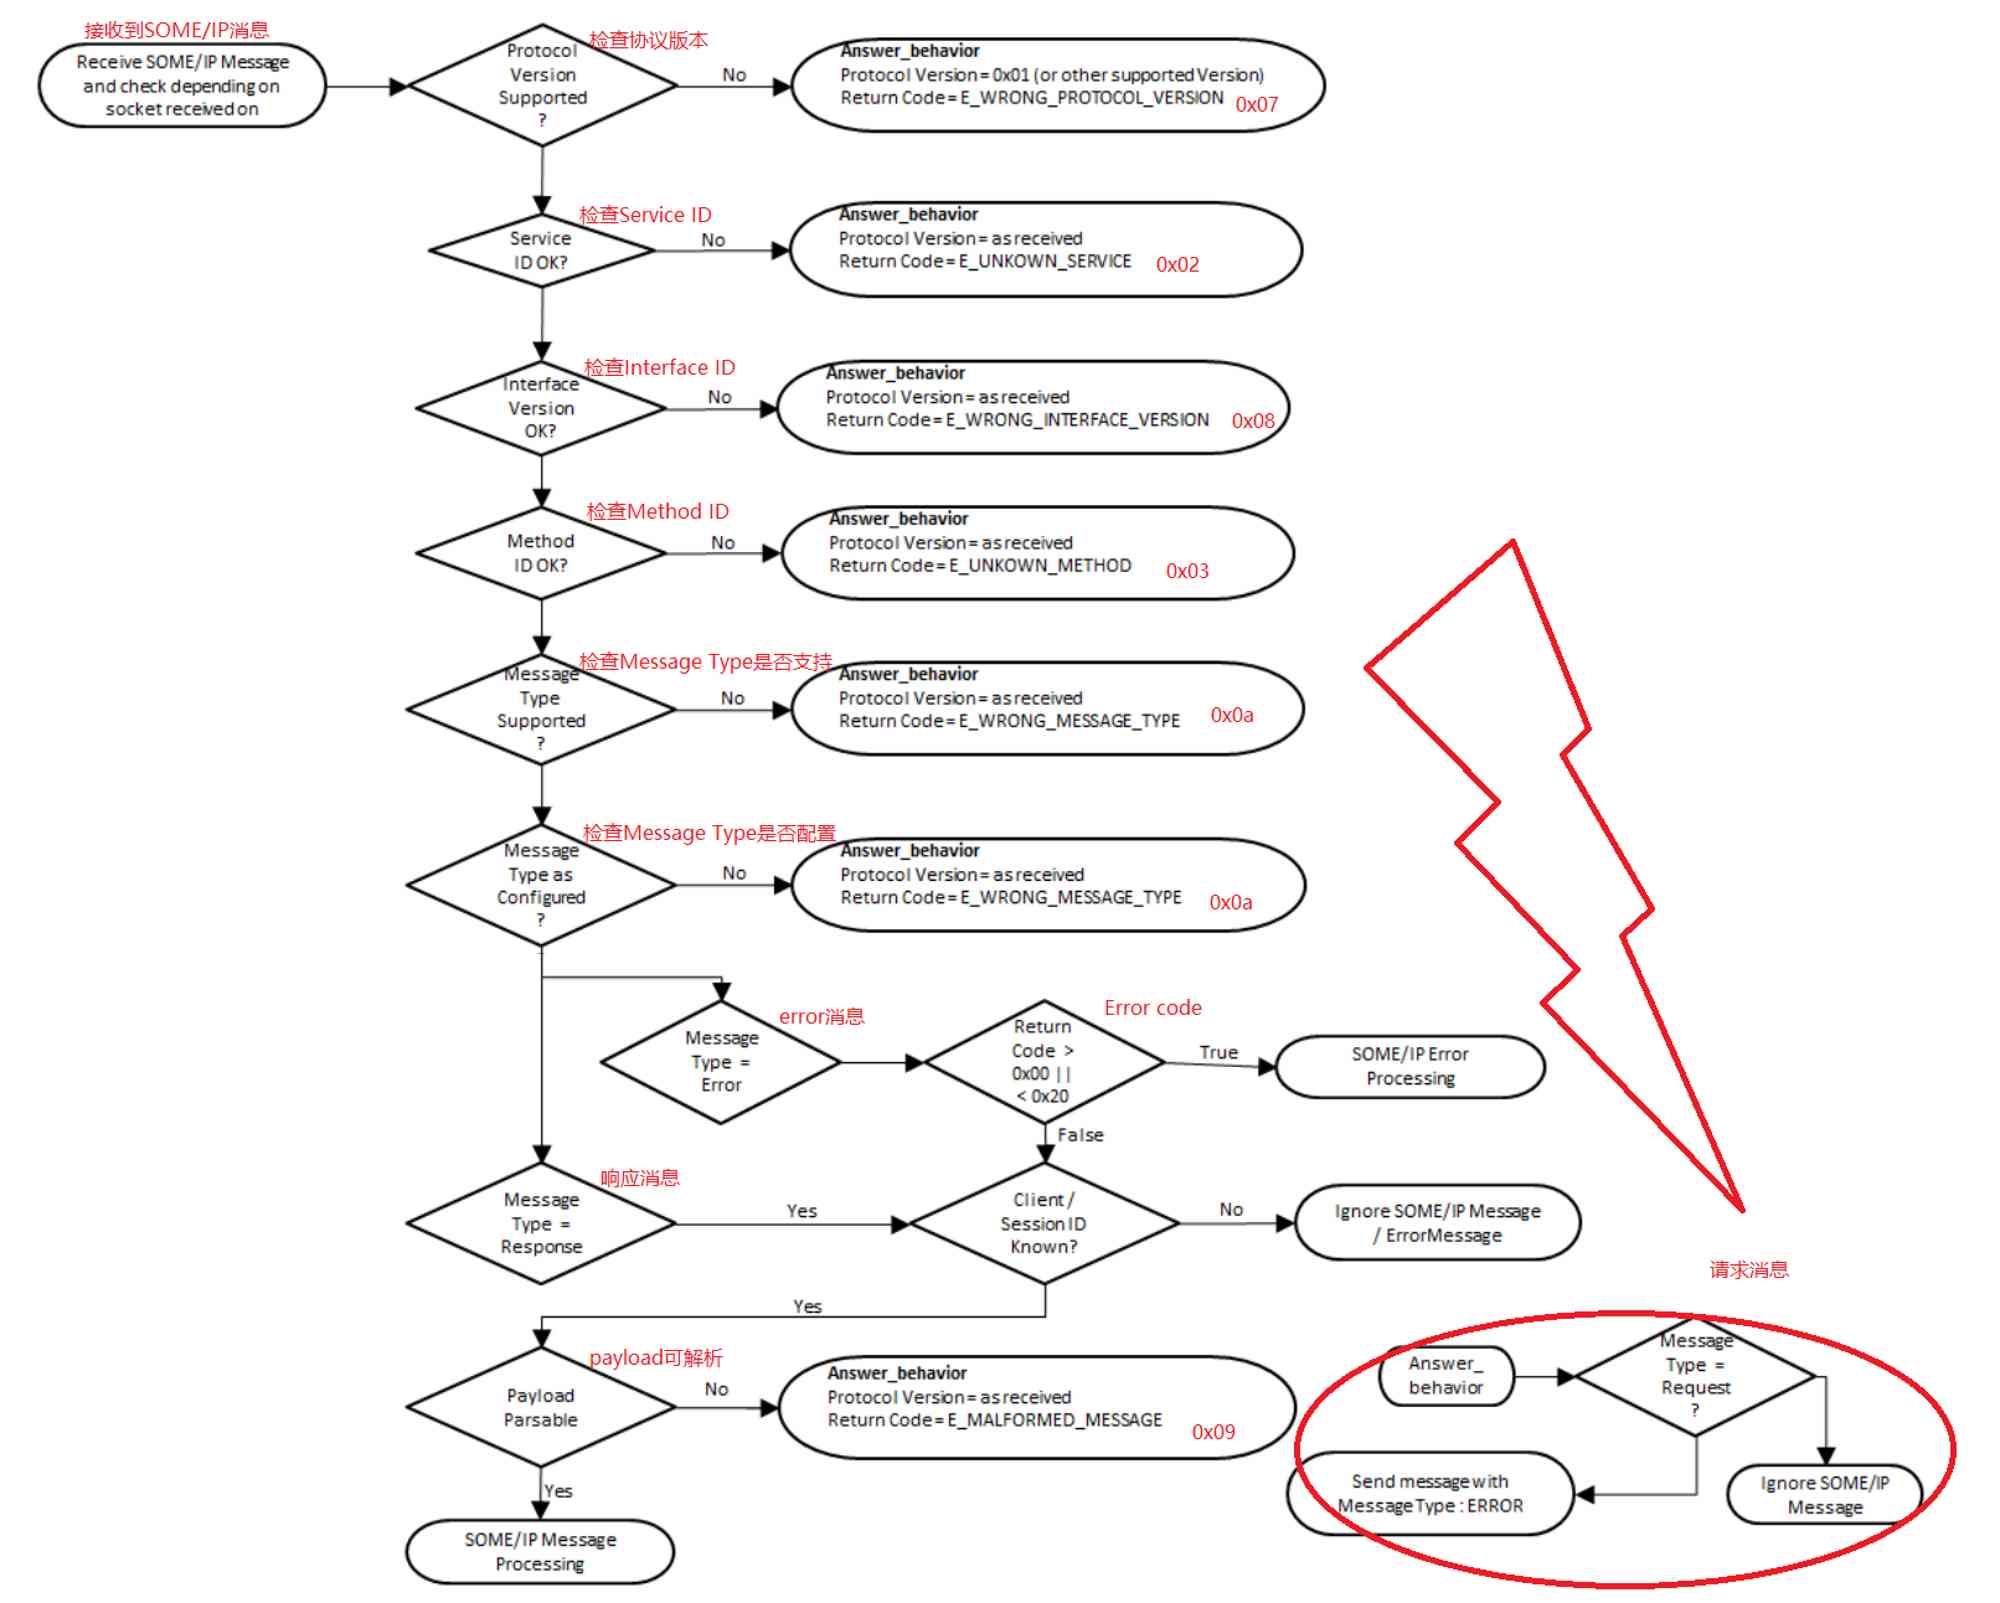 接收到SOME/IP消息
Receive SOME/IP Message
and check depending on
socket received on
检查协议版本
Protocol
Version
Supported
?
No
Answer_behavior
Protocol Version = 0x01 (or other supported Version)
Return Code = E_WRONG_PROTOCOL_VERSION
0x07
检查Service ID
Service
ID OK?
No
Answer_behavior
Protocol Version = as received
Return Code = E_UNKOWN_SERVICE
0x02
检查Interface ID
Interface
Version
OK?
No
Answer_behavior
Protocol Version = as received
Return Code = E_WRONG_INTERFACE_VERSION
0x08
检查Method ID
Method
ID OK?
No
Answer_behavior
Protocol Version = as received
Return Code = E_UNKOWN_METHOD
0x03
检查Message Type是否支持
Message
Type
Supported
?
No
Answer_behavior
Protocol Version = as received
Return Code = E_WRONG_MESSAGE_TYPE
0x0a
检查Message Type是否配置
Message
Type as
Configured
?
No
Answer_behavior
Protocol Version = as received
Return Code = E_WRONG_MESSAGE_TYPE
0x0a
error消息
Message
Type =
Error
Error code
Return
Code >
0x00 ||
< 0x20
True
SOME/IP Error
Processing
False
响应消息
Message
Type =
Response
Yes
Client /
Session ID
Known?
No
Ignore SOME/IP Message
/ ErrorMessage
Yes
payload可解析
Payload
Parsable
No
Answer_behavior
Protocol Version = as received
Return Code = E_MALFORMED_MESSAGE
0x09
Yes
SOME/IP Message
Processing
请求消息
Answer_
behavior
Message
Type =
Request
?
Send message with
MessageType : ERROR
Ignore SOME/IP
Message